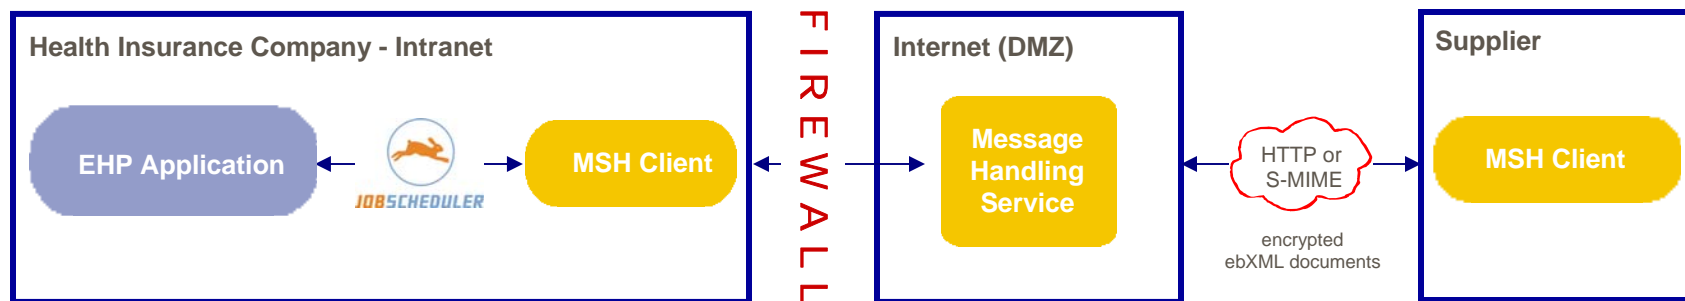 Health Insurance Company - Intranet
EHP Application
JOBSCHEDULER
MSH Client
FIREWALL
Internet (DMZ)
Message
Handling
Service
HTTP or
S-MIME
encrypted
ebXML documents
Supplier
MSH Client